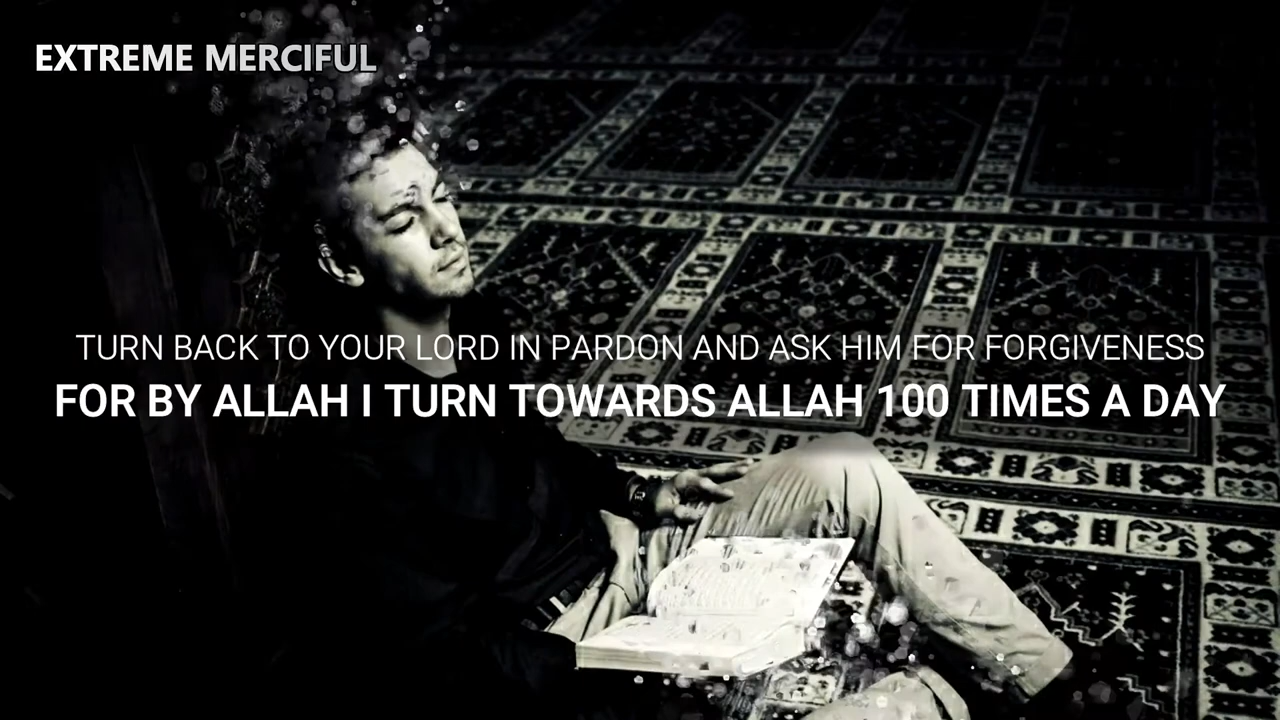 EXTREME MERCIFUL
TURN BACK TO YOUR LORD IN PARDON AND ASK HIM FOR FORGIVENESS
FOR BY ALLAH I TURN TOWARDS ALLAH 100 TIMES A DAY